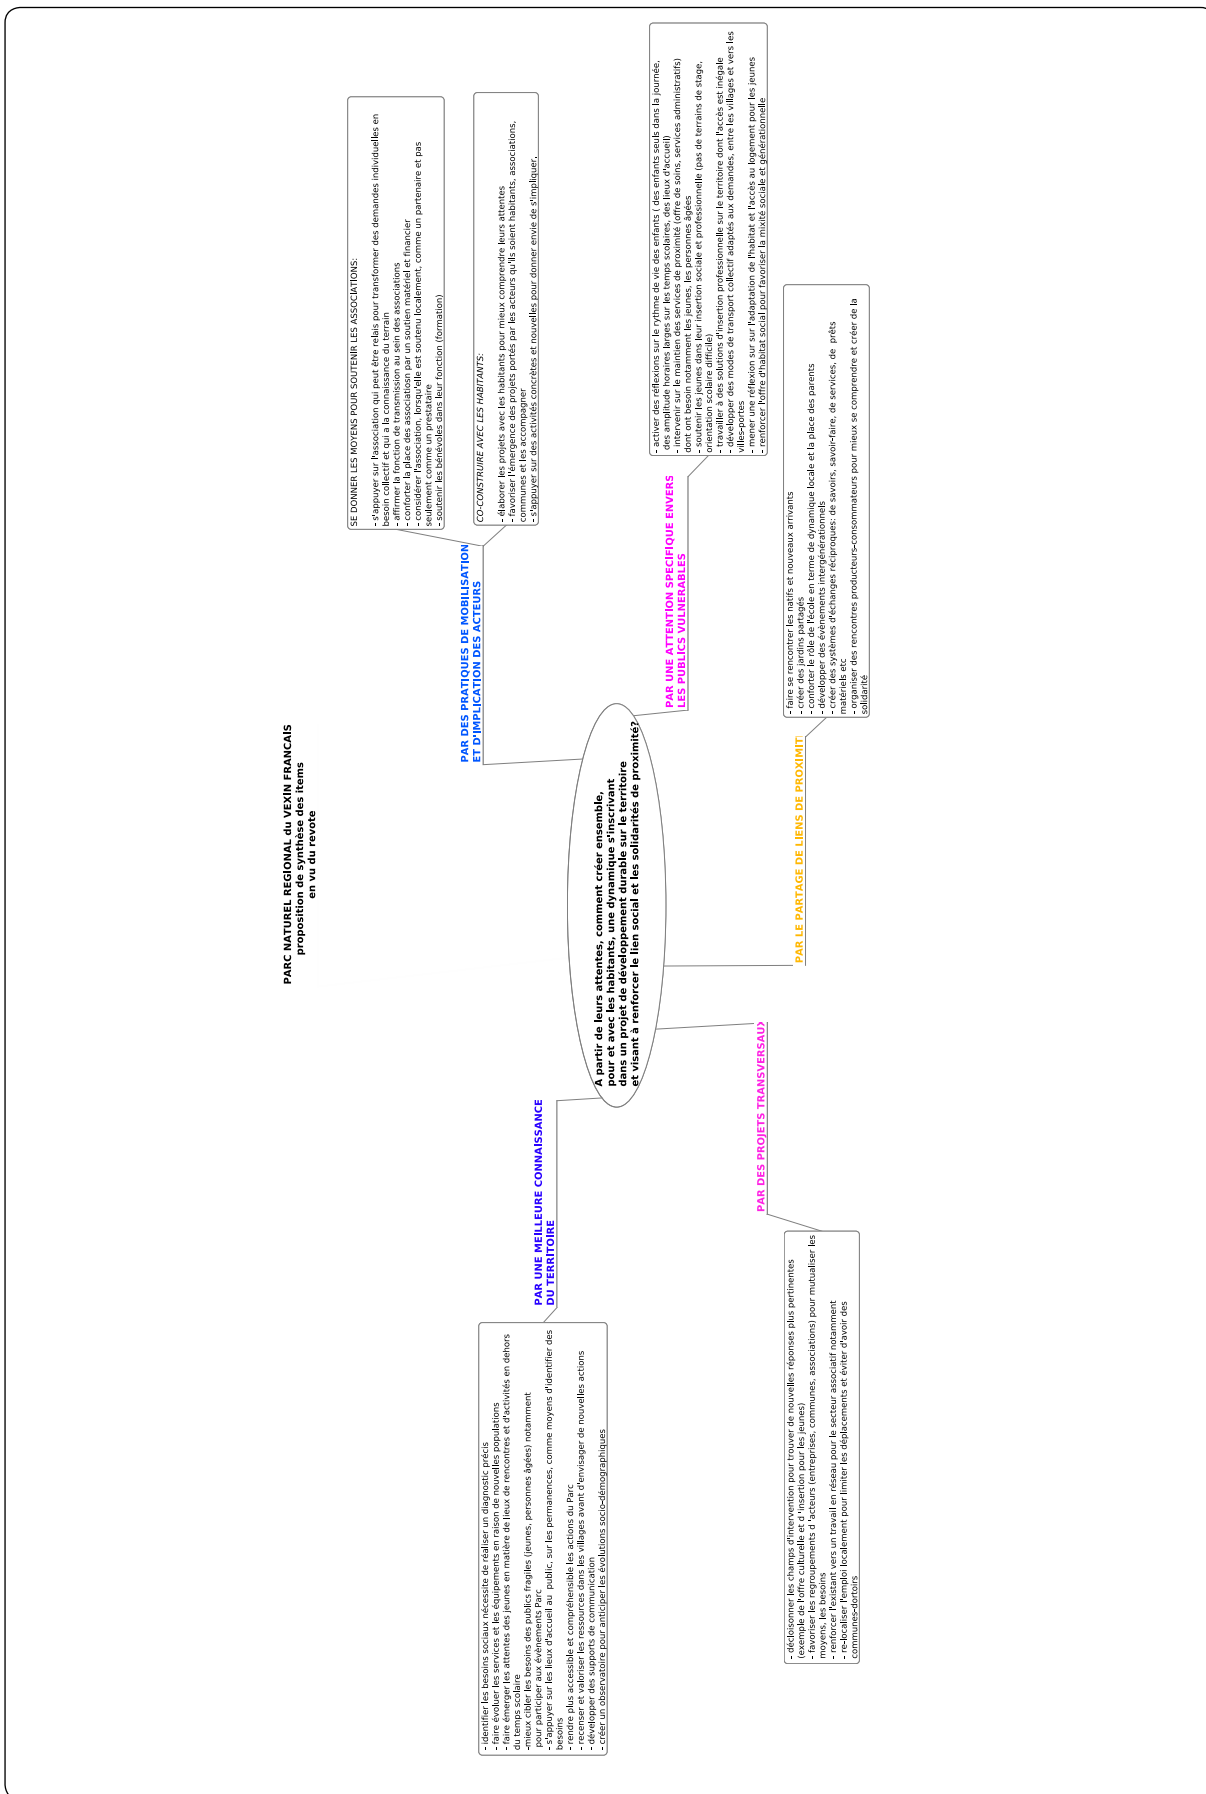 PARC NATUREL REGIONAL du VEXIN FRANCAIS
proposition de synthèse des items
en vu du revote
SE DONNER LES MOYENS POUR SOUTENIR LES ASSOCIATIONS:
- s'appuyer sur l'association qui peut être relais pour transformer des demandes individuelles en
besoin collectif et qui a la connaissance du terrain
- affirmer la fonction de transmission au sein des associations
- conforter la place des associatiosn par un soutien matériel et financier
- considérer l'association, lorsqu'elle est soutenu localement, comme un partenaire et pas
seulement comme un prestataire
- soutenir les bénévoles dans leur fonction (formation)
PAR DES PRATIQUES DE MOBILISATION
ET D'IMPLICATION DES ACTEURS
CO-CONSTRUIRE AVEC LES HABITANTS:
- élaborer les projets avec les habitants pour mieux comprendre leurs attentes
- favoriser l'émergence des projets portés par les acteurs qu'ils soient habitants, associations,
communes et les accompagner
- s'appuyer sur des activités concrètes et nouvelles pour donner envie de s'impliquer,
PAR UNE MEILLEURE CONNAISSANCE
DU TERRITOIRE
- identifier les besoins sociaux nécessite de réaliser un diagnostic précis
- faire évoluer les services et les équipements en raison de nouvelles populations
- faire émerger les attentes des jeunes en matière de lieux de rencontres et d'activités en dehors
du temps scolaire
-mieux cibler les besoins des publics fragiles (jeunes, personnes âgées) notamment
pour participer aux évènements Parc
- s'appuyer sur les lieux d'accueil au public, sur les permanences, comme moyens d'identifier des
besoins
- rendre plus accessible et compréhensible les actions du Parc
- recenser et valoriser les ressources dans les villages avant d'envisager de nouvelles actions
- développer des supports de communication
- créer un observatoire pour anticiper les évolutions socio-démographiques
A partir de leurs attentes, comment créer ensemble,
pour et avec les habitants, une dynamique s'inscrivant
dans un projet de développement durable sur le territoire
et visant à renforcer le lien social et les solidarités de proximité?
PAR UNE ATTENTION SPECIFIQUE ENVERS
LES PUBLICS VULNERABLES
- activer des réflexions sur le rythme de vie des enfants ( des enfants seuls dans la journée,
des amplitude horaires larges sur les temps scolaires, des lieux d'accueil)
- intervenir sur le maintien des services de proximité (offre de soins, services administratifs)
dont ont besoin notamment les jeunes, les personnes âgées
- soutenir les jeunes dans leur insertion sociale et professionnelle (pas de terrains de stage,
orientation scolaire difficile)
- travailler à des solutions d'insertion professionnelle sur le territoire dont l'accès est inégale
- développer des modes de transport collectif adaptés aux demandes, entre les villages et vers les
villes-portes
- mener une réflexion sur sur l'adaptation de l'habitat et l'accès au logement pour les jeunes
- renforcer l'offre d'habitat social pour favoriser la mixité sociale et générationnelle
PAR DES PROJETS TRANSVERSAUX
- décloisonner les champs d'intervention pour trouver de nouvelles réponses plus pertinentes
(exemple de l'offre culturelle et d 'insertion pour les jeunes)
- favoriser les regroupements d 'acteurs (entreprises, communes, associations) pour mutualiser les
moyens, les besoins
- renforcer l'existant vers un travail en réseau pour le secteur associatif notamment
- re-localiser l'emploi localement pour limiter les déplacements et éviter d'avoir des
communes-dortoirs
PAR LE PARTAGE DE LIENS DE PROXIMIT
- faire se rencontrer les natifs et nouveaux arrivants
- créer des jardins partagés
- conforter le rôle de l'école en terme de dynamique locale et la place des parents
- développer des évènements intergénérationnels
- créer des systèmes d'échanges réciproques: de savoirs, savoir-faire, de services, de prêts
matériels etc
- organiser des rencontres producteurs-consommateurs pour mieux se comprendre et créer de la
solidarité